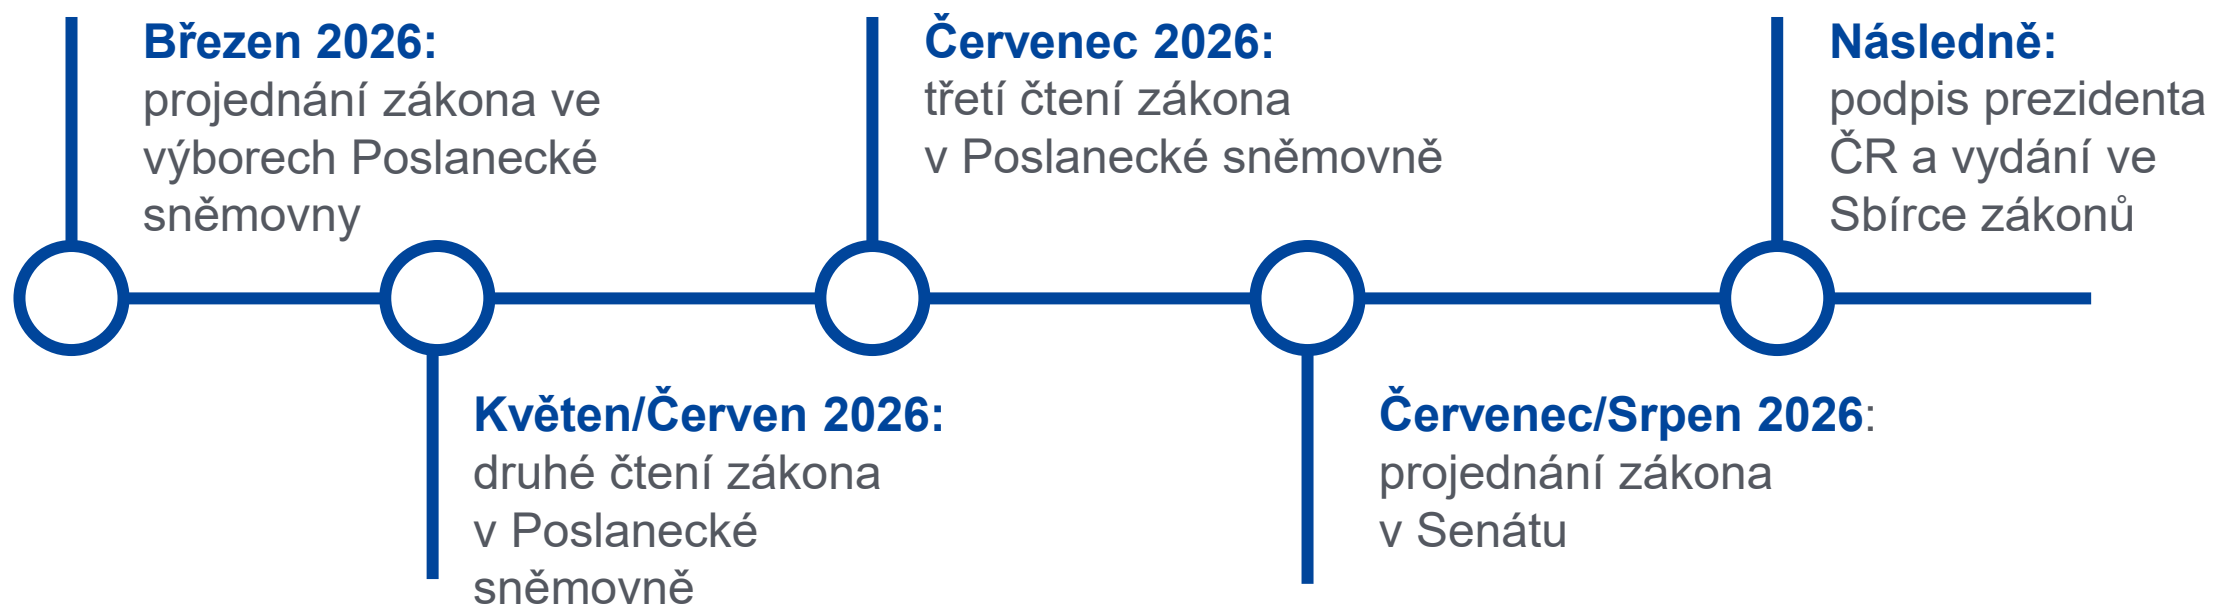 Březen 2026:
projednání zákona ve
výborech Poslanecké
sněmovny
Květen/Červen 2026:
druhé čtení zákona
v Poslanecké
sněmovně
Červenec 2026:
třetí čtení zákona
v Poslanecké sněmovně
Červenec/Srpen 2026:
projednání zákona
v Senátu
Následně:
podpis prezidenta
ČR a vydání ve
Sbírce zákonů